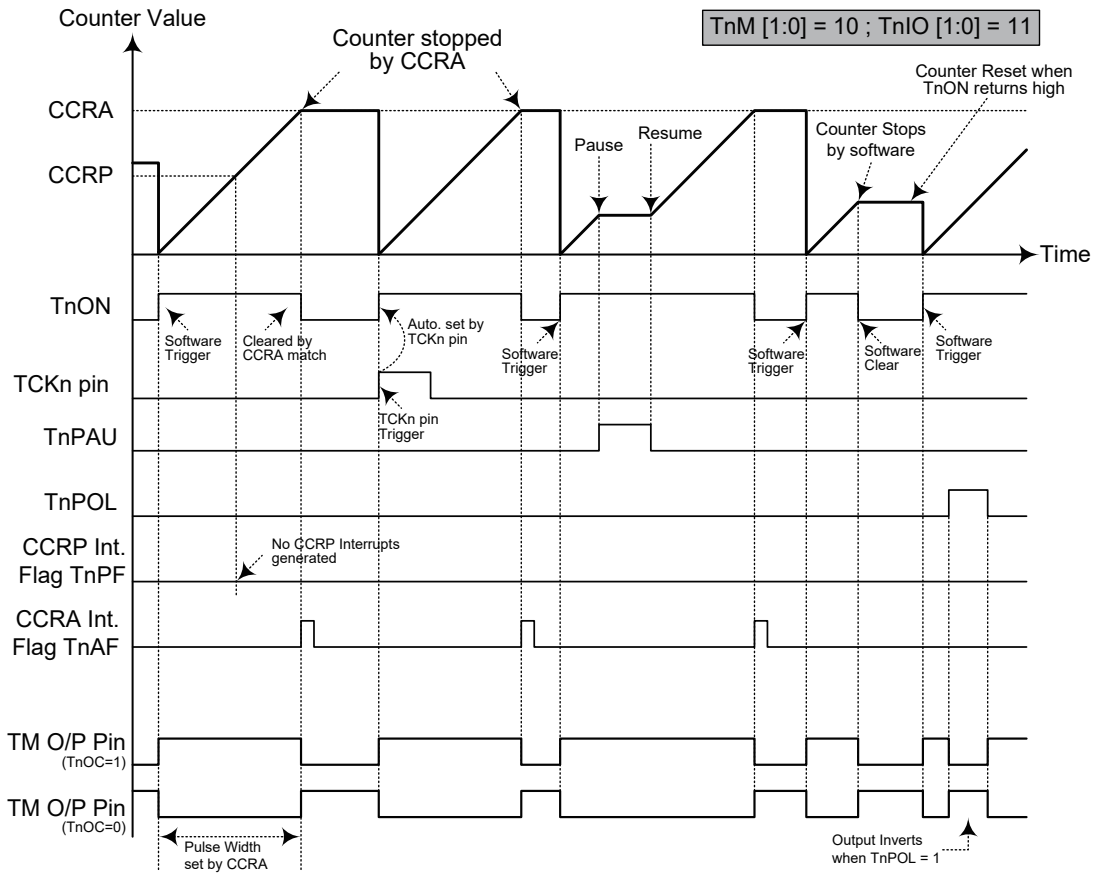 Counter Value
TnM [1:0] = 10 ; TnIO [1:0] = 11
Counter stopped
by CCRA
Counter Reset when
TnON returns high
CCRA
Pause
Resume
Counter Stops
by software
CCRP
Time
TnON
Software
Trigger
Cleared by
CCRA match
Auto. set by
TCKn pin
Software
Trigger
Software
Trigger
Software
Clear
Software
Trigger
TCKn pin
TCKn pin
Trigger
TnPAU
TnPOL
CCRP Int.
Flag TnPF
No CCRP Interrupts
generated
CCRA Int.
Flag TnAF
TM O/P Pin
(TnOC=1)
TM O/P Pin
(TnOC=0)
Pulse Width
set by CCRA
Output Inverts
when TnPOL = 1